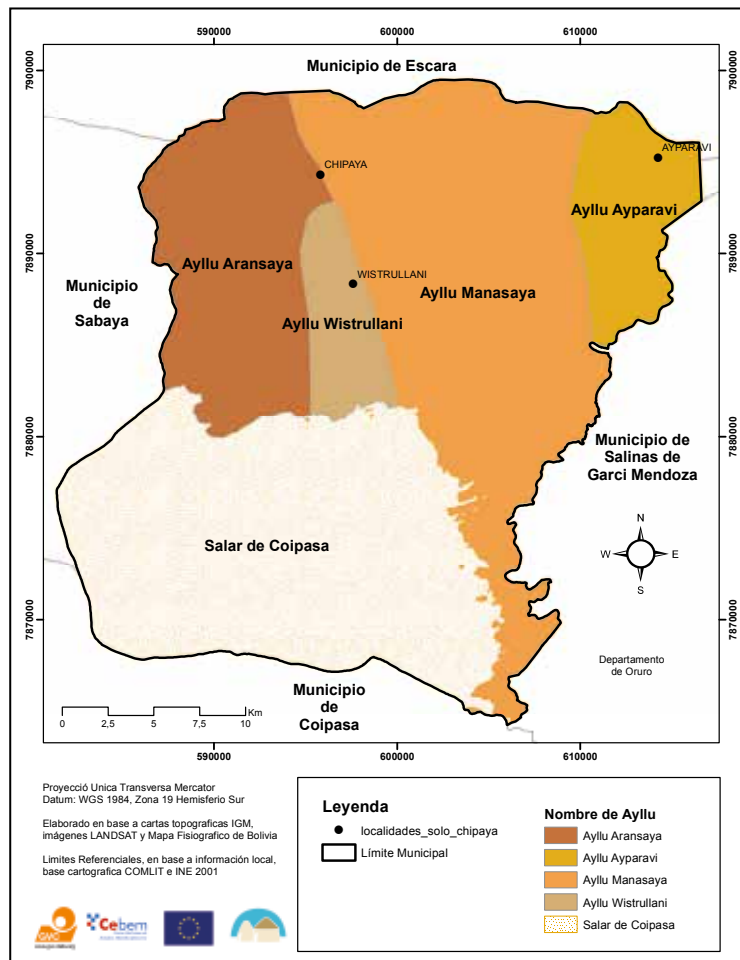 590000
600000
610000
7900000
7900000
Municipio de Escara
AYPARAVI
CHIPAYA
Ayllu Ayparavi
7890000
7890000
Ayllu Aransaya
WISTRULLANI
Ayllu Manasaya
Municipio
de
Sabaya
Ayllu Wistrullani
7880000
7880000
Municipio de
Salinas de
Garci Mendoza
Salar de Coipasa
N
W
E
S
7870000
7870000
Departamento
de Oruro
Municipio
de
Coipasa
Km
0
2,5
5
7,5
10
590000
600000
610000
Proyecció Unica Transversa Mercator
Datum: WGS 1984, Zona 19 Hemisferio Sur
Elaborado en base a cartas topograficas IGM,
imágenes LANDSAT y Mapa Fisiografico de Bolivia
Limites Referenciales, en base a información local,
base cartografica COMLIT e INE 2001
GVC
Cebem
Leyenda
localidades_solo_chipaya
Límite Municipal
Nombre de Ayllu
Ayllu Aransaya
Ayllu Ayparavi
Ayllu Manasaya
Ayllu Wistrullani
Salar de Coipasa